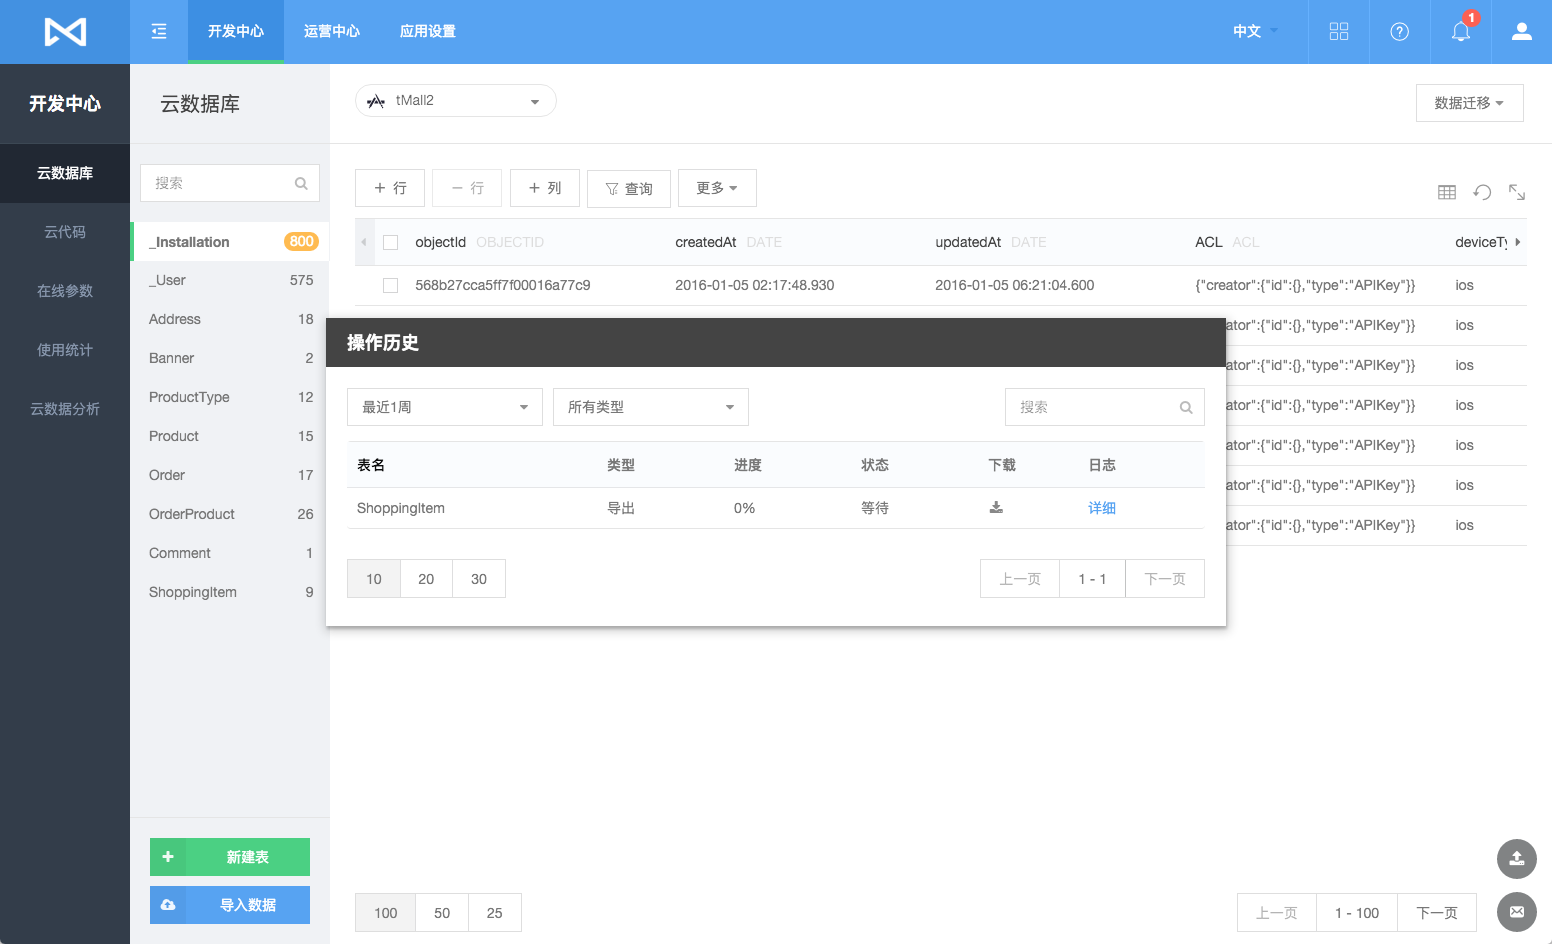 开发中心 运营中心 应用设置 中文 1
开发中心
云数据库
云代码
在线参数
使用统计
云数据分析
云数据库
搜索
_Installation 800
_User 575
Address 18
Banner 2
ProductType 12
Product 15
Order 17
OrderProduct 26
Comment 1
ShoppingItem 9
新建表
导入数据
tMall2
数据迁移
+ 行 − 行 + 列 查询 更多
objectId OBJECTID createdAt DATE updatedAt DATE ACL ACL deviceTy
568b27cca5ff7f00016a77c9 2016-01-05 02:17:48.930 2016-01-05 06:21:04.600 {"creator":{"id":{},"type":"APIKey"}} ios
ator":{"id":{},"type":"APIKey"}} ios
ator":{"id":{},"type":"APIKey"}} ios
ator":{"id":{},"type":"APIKey"}} ios
ator":{"id":{},"type":"APIKey"}} ios
ator":{"id":{},"type":"APIKey"}} ios
ator":{"id":{},"type":"APIKey"}} ios
操作历史
最近1周 所有类型 搜索
表名 类型 进度 状态 下载 日志
ShoppingItem 导出 0% 等待 详细
10 20 30 上一页 1 - 1 下一页
100 50 25 上一页 1 - 100 下一页